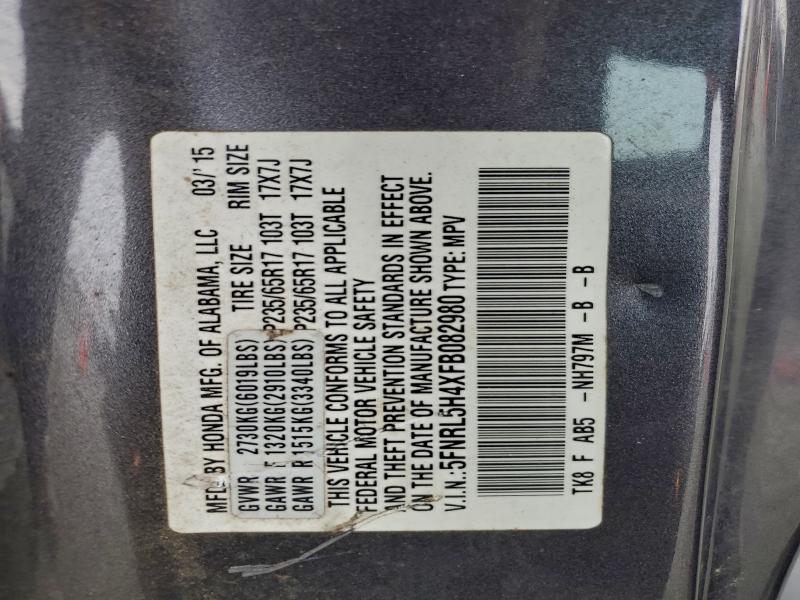 MFD. BY HONDA MFG. OF ALABAMA, LLC 03/'15
GVWR 2730KG(6019LBS) TIRE SIZE RIM SIZE
GAWR F 1320KG(2910LBS) P235/65R17 103T 17X7J
GAWR R 1515KG(3340LBS) P235/65R17 103T 17X7J
THIS VEHICLE CONFORMS TO ALL APPLICABLE
FEDERAL MOTOR VEHICLE SAFETY
AND THEFT PREVENTION STANDARDS IN EFFECT
ON THE DATE OF MANUFACTURE SHOWN ABOVE.
V.I.N.:5FNRL5H4XFB082980 TYPE: MPV
TK8 F AB5 -NH797M -B -B